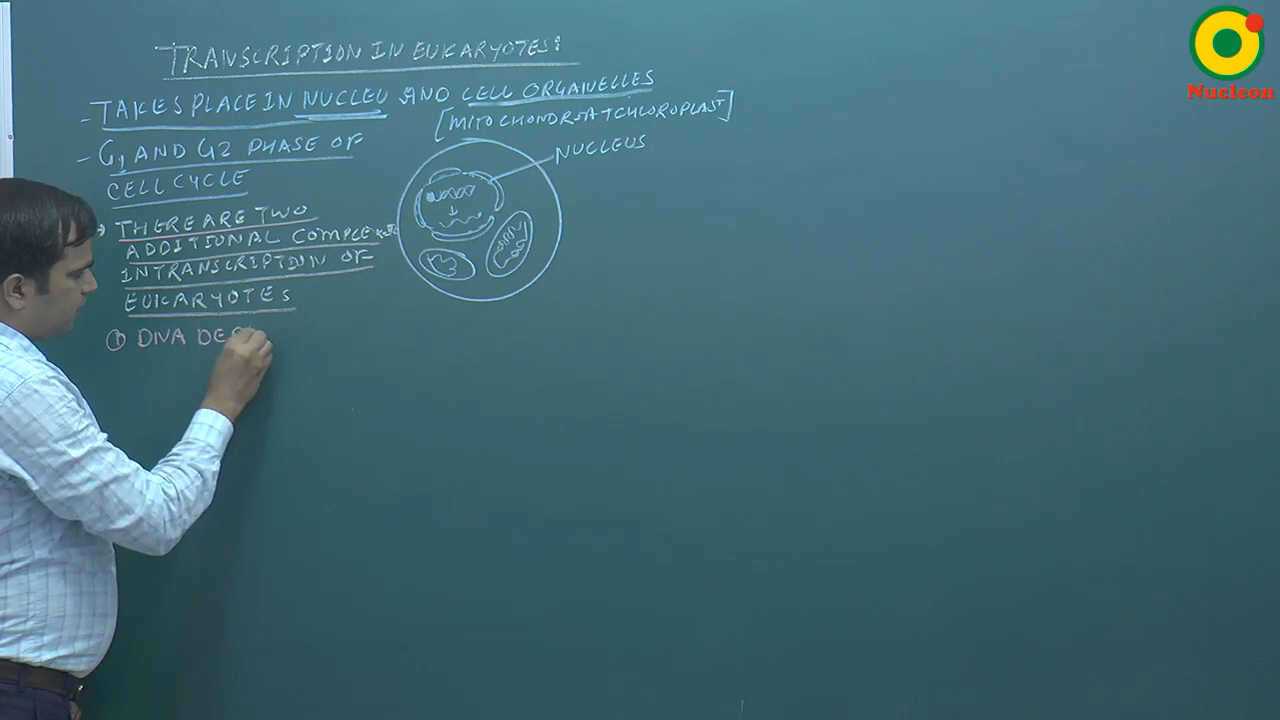 TRANSCRIPTION IN EUKARYOTES:
- TAKES PLACE IN NUCLEU AND CELL ORGANELLES
[MITOCHONDRIA + CHLOROPLAST]
- G1 AND G2 PHASE OF
CELL CYCLE
NUCLEUS
THERE ARE TWO
ADDITIONAL COMPLE
IN TRANSCRIPTION OF
EUKARYOTES
① DNA DE
Nucleon